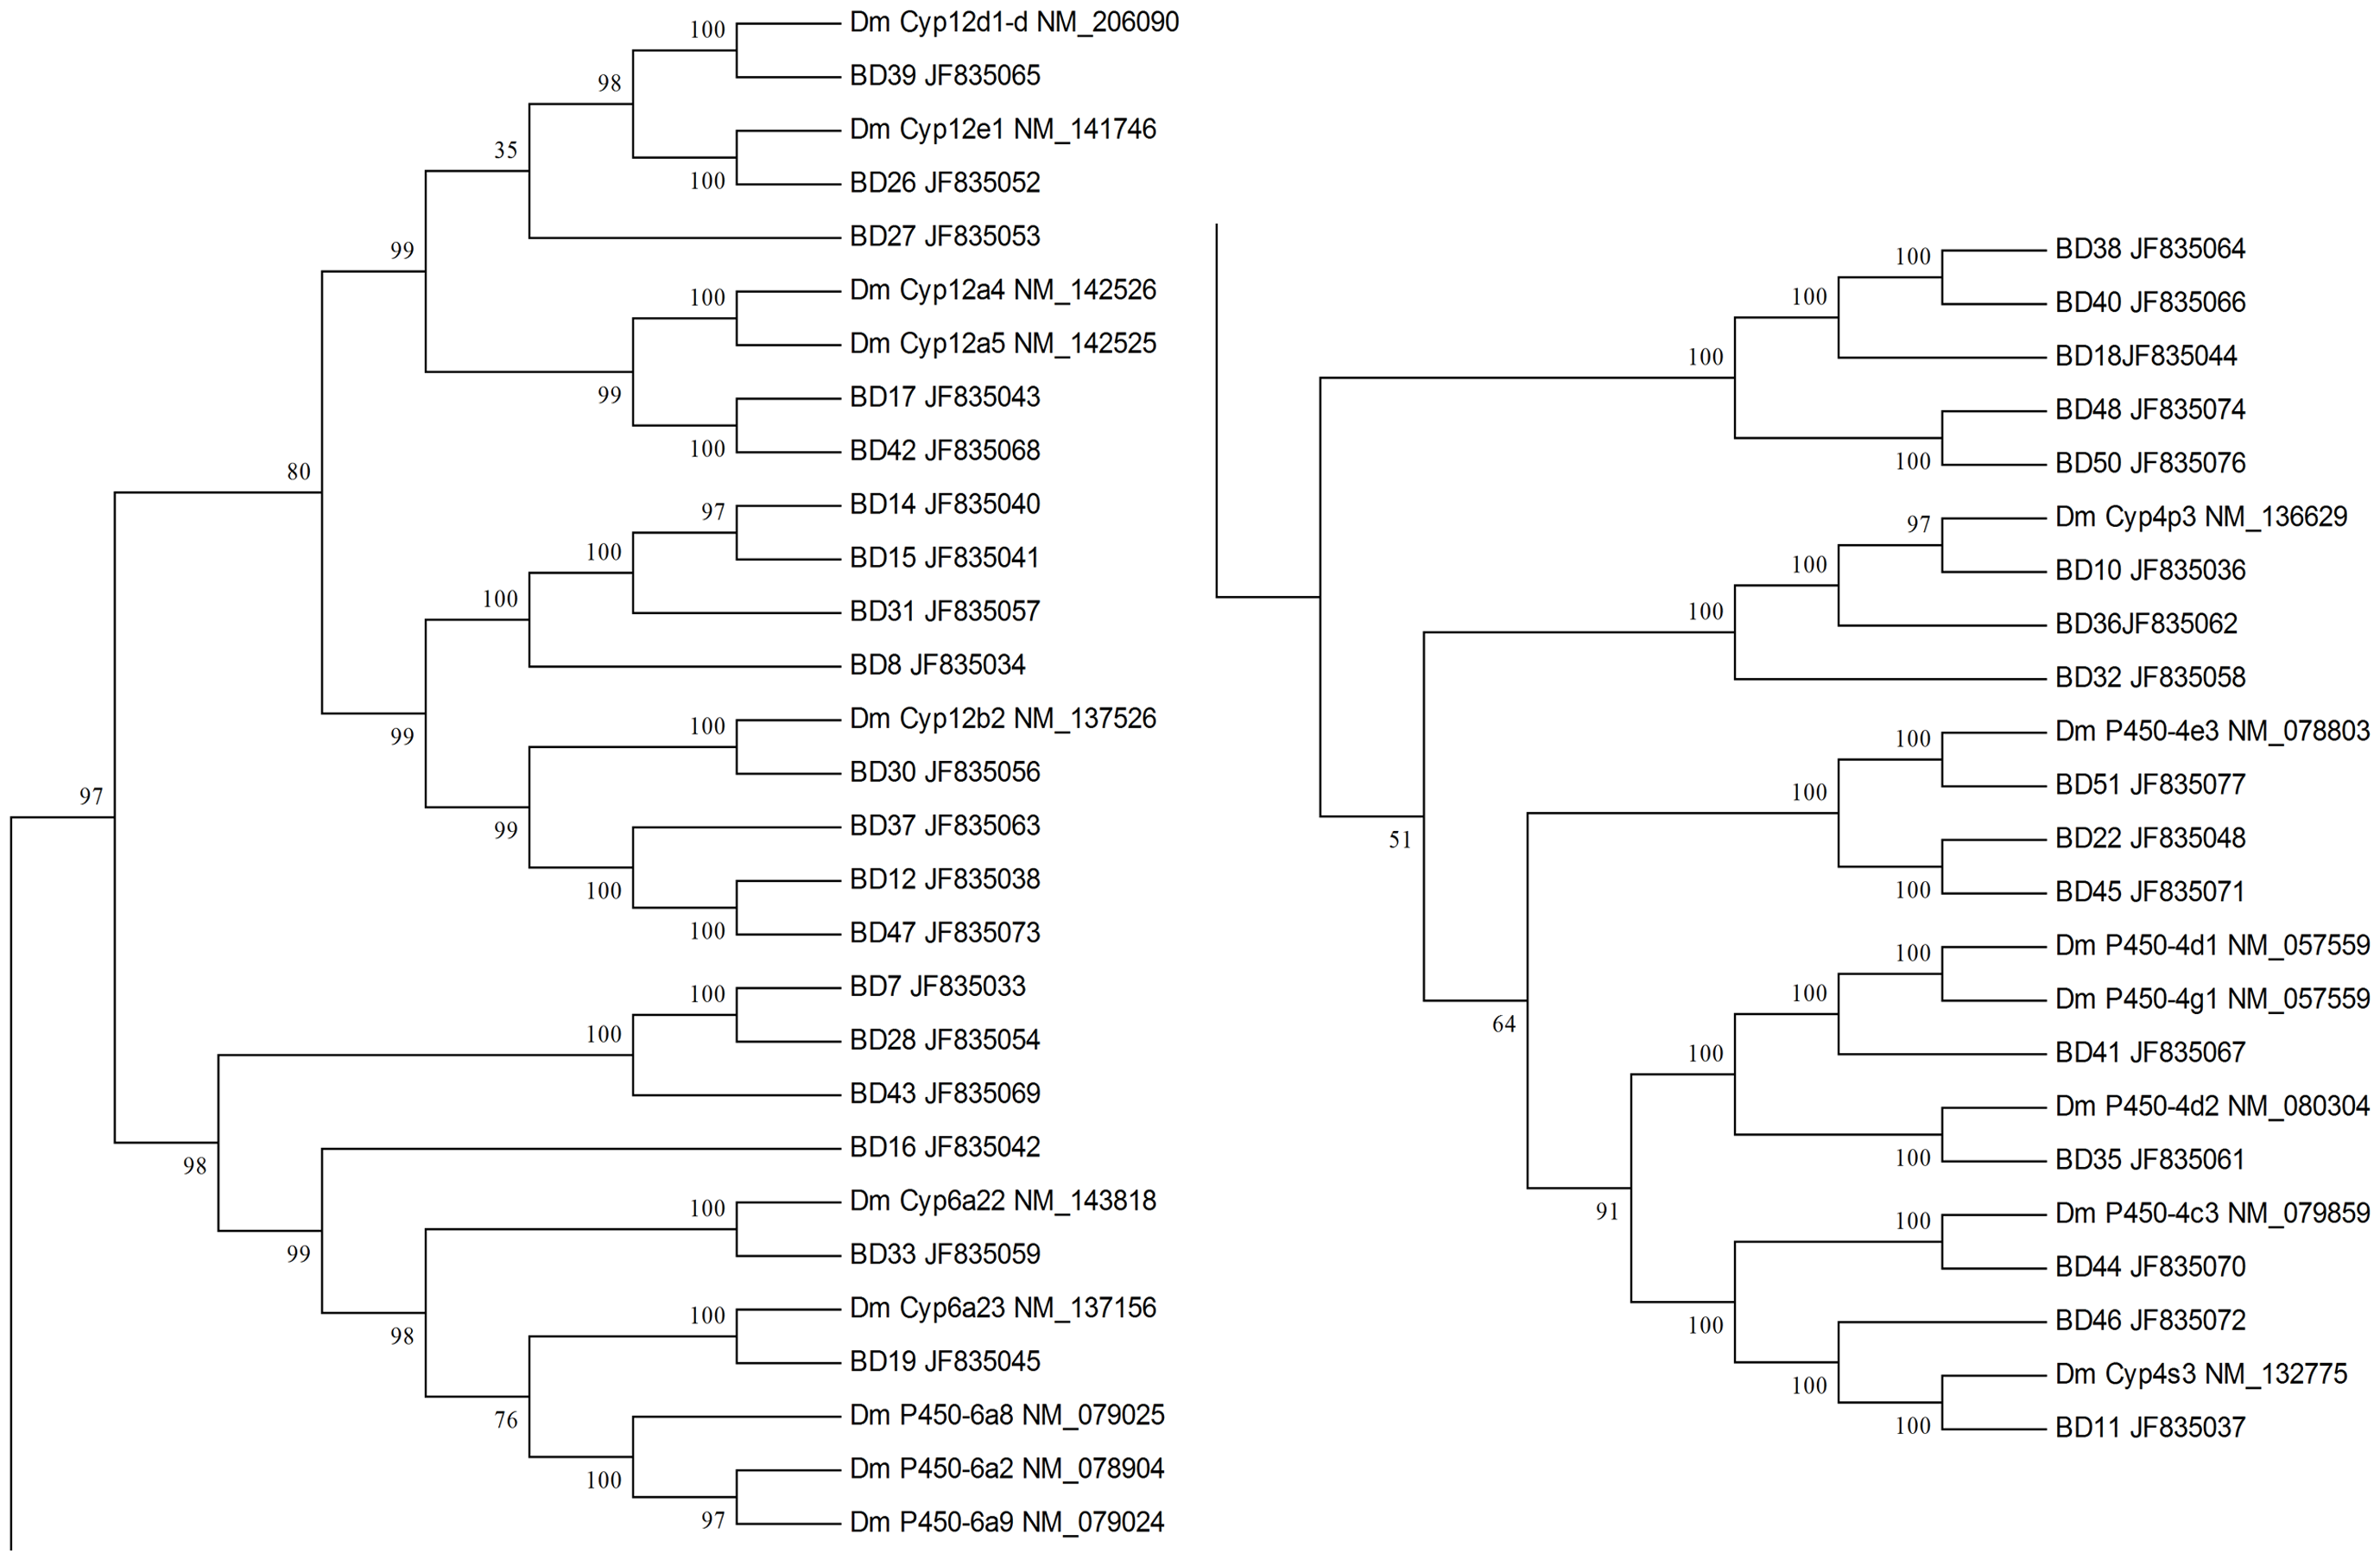 100
Dm Cyp12d1-d NM_206090
BD39 JF835065
98
Dm Cyp12e1 NM_141746
100
BD26 JF835052
35
BD27 JF835053
99
100
Dm Cyp12a4 NM_142526
Dm Cyp12a5 NM_142525
99
BD17 JF835043
100
BD42 JF835068
80
97
BD14 JF835040
BD15 JF835041
100
BD31 JF835057
100
BD8 JF835034
99
100
Dm Cyp12b2 NM_137526
BD30 JF835056
99
BD37 JF835063
100
BD12 JF835038
100
BD47 JF835073
97
100
BD7 JF835033
BD28 JF835054
100
BD43 JF835069
98
BD16 JF835042
99
100
Dm Cyp6a22 NM_143818
BD33 JF835059
98
100
Dm Cyp6a23 NM_137156
BD19 JF835045
76
Dm P450-6a8 NM_079025
100
Dm P450-6a2 NM_078904
97
Dm P450-6a9 NM_079024
100
BD38 JF835064
BD40 JF835066
100
BD18JF835044
100
BD48 JF835074
100
BD50 JF835076
97
Dm Cyp4p3 NM_136629
BD10 JF835036
100
BD36JF835062
100
BD32 JF835058
51
100
Dm P450-4e3 NM_078803
BD51 JF835077
100
BD22 JF835048
100
BD45 JF835071
64
100
Dm P450-4d1 NM_057559
Dm P450-4g1 NM_057559
100
BD41 JF835067
100
Dm P450-4d2 NM_080304
100
BD35 JF835061
91
100
Dm P450-4c3 NM_079859
BD44 JF835070
100
BD46 JF835072
100
Dm Cyp4s3 NM_132775
100
BD11 JF835037